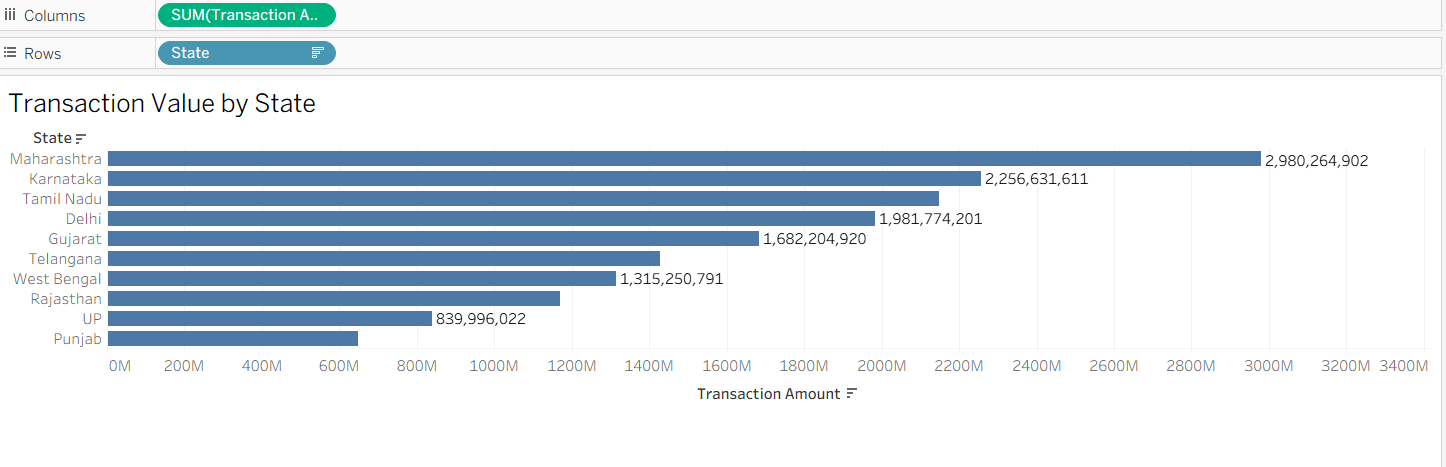 Columns SUM(Transaction A..
Rows State
Transaction Value by State
State
Maharashtra 2,980,264,902
Karnataka 2,256,631,611
Tamil Nadu
Delhi 1,981,774,201
Gujarat 1,682,204,920
Telangana
West Bengal 1,315,250,791
Rajasthan
UP 839,996,022
Punjab
0M 200M 400M 600M 800M 1000M 1200M 1400M 1600M 1800M 2000M 2200M 2400M 2600M 2800M 3000M 3200M 3400M
Transaction Amount